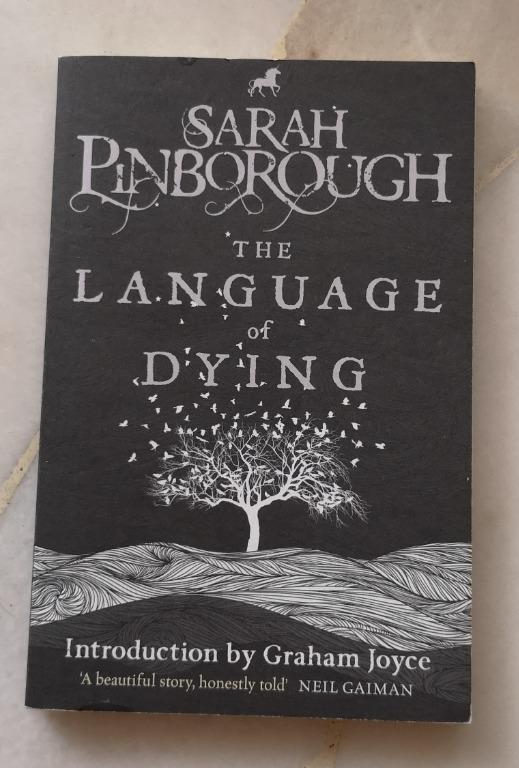 SARAH
PINBOROUGH
THE
LANGUAGE
of
DYING
Introduction by Graham Joyce
'A beautiful story, honestly told' NEIL GAIMAN